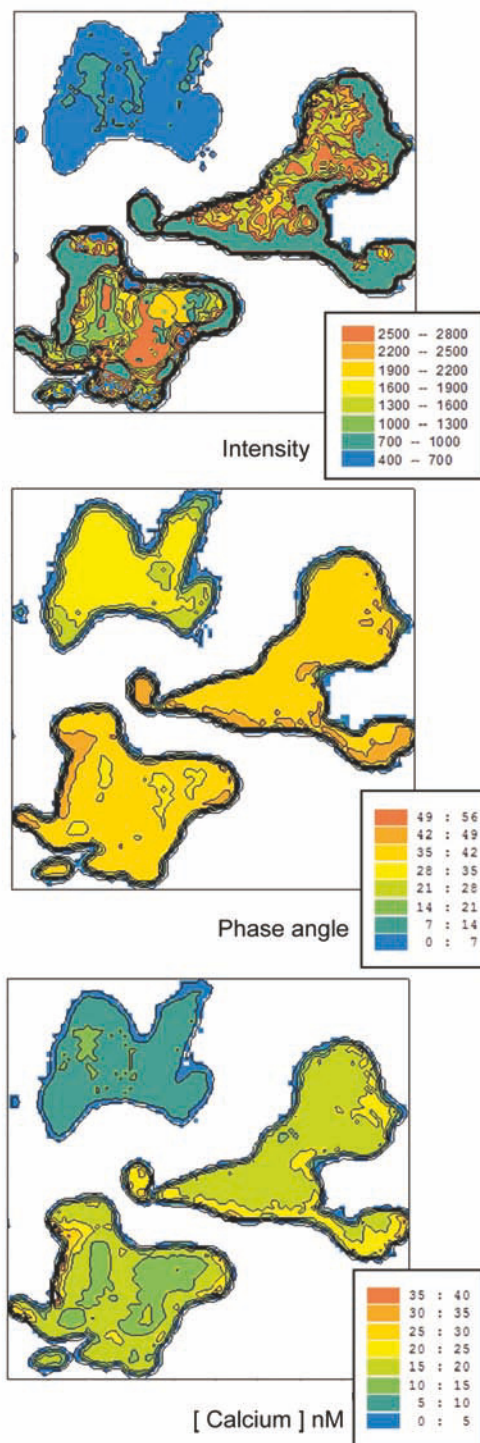 2500 -- 2800
2200 -- 2500
1900 -- 2200
1600 -- 1900
1300 -- 1600
1000 -- 1300
700 -- 1000
400 -- 700
Intensity
49 : 56
42 : 49
35 : 42
28 : 35
21 : 28
14 : 21
7 : 14
0 : 7
Phase angle
35 : 40
30 : 35
25 : 30
20 : 25
15 : 20
10 : 15
5 : 10
0 : 5
[ Calcium ] nM